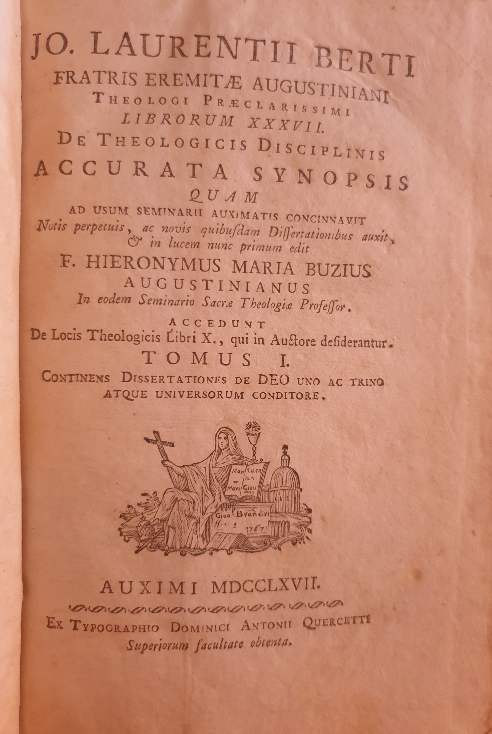 JO. LAURENTII BERTI
FRATRIS EREMITÆ AUGUSTINIANI
THEOLOGI PRÆCLARISSIMI
LIBRORUM XXXVII.
DE THEOLOGICIS DISCIPLINIS
ACCURATA SYNOPSIS
QUAM
AD USUM SEMINARII AUXIMATIS CONCINNAVIT
Notis perpetuis, ac novis quibusdam Dissertationibus auxit,
& in lucem nunc primum edit
F. HIERONYMUS MARIA BUZIUS
AUGUSTINIANUS
In eodem Seminario Sacræ Theologiæ Professor.
ACCEDUNT
De Locis Theologicis Libri X., qui in Auctore desiderantur.
TOMUS I.
CONTINENS DISSERTATIONES DE DEO UNO AC TRINO
ATQUE UNIVERSORUM CONDITORE.
1767
AUXIMI MDCCLXVII.
EX TYPOGRAPHIO DOMINICI ANTONII QUERCETTI
Superiorum facultate obtenta.